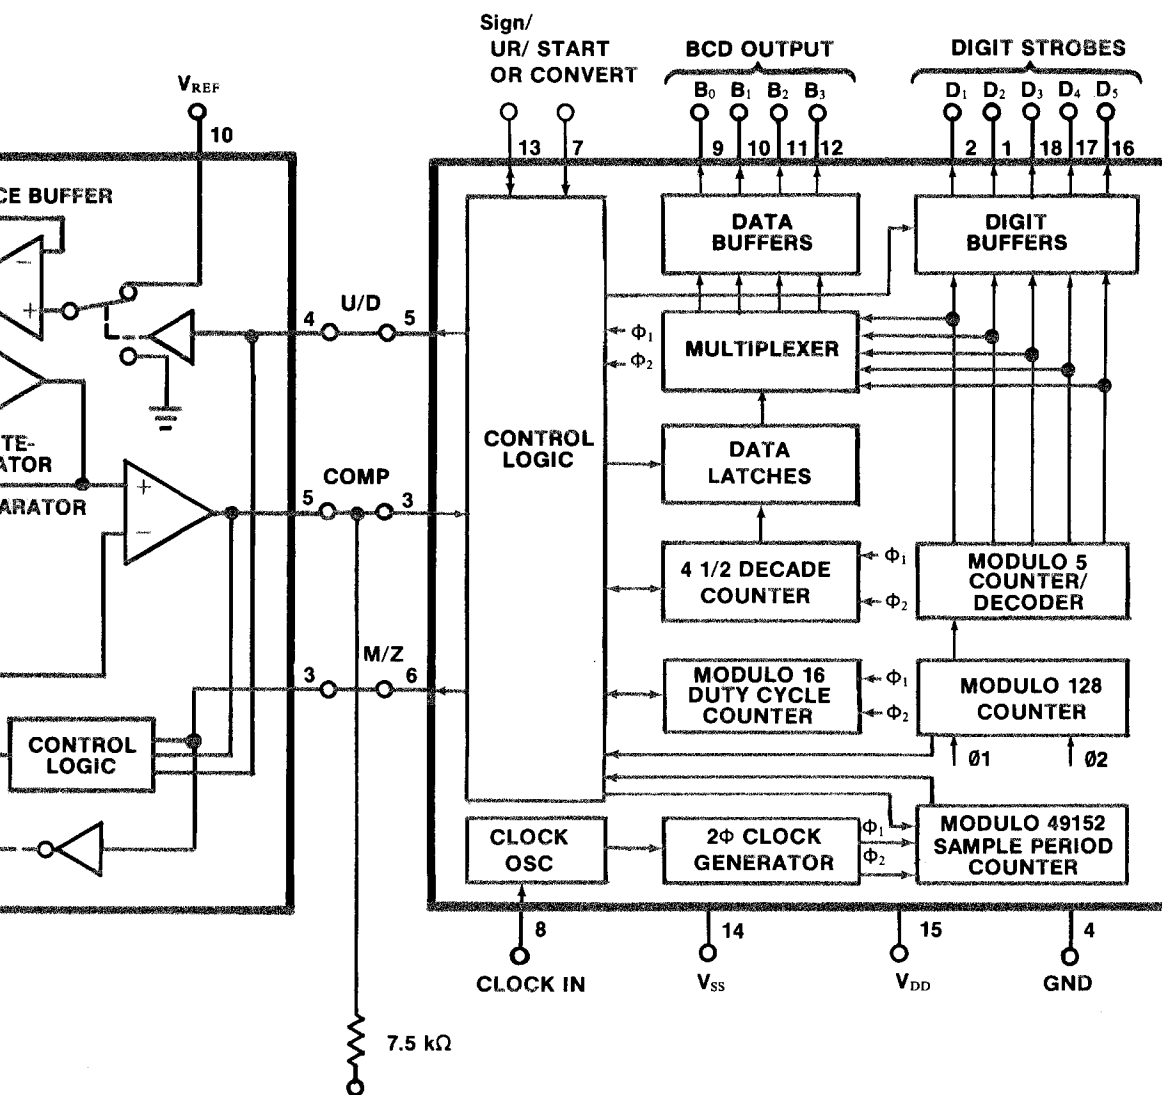 Sign/
UR/ START
OR CONVERT
BCD OUTPUT
DIGIT STROBES
B₀ B₁ B₂ B₃
D₁ D₂ D₃ D₄ D₅
V_REF
10
13 7 9 10 11 12 2 1 18 17 16
CE BUFFER
DATA
BUFFERS
DIGIT
BUFFERS
−
+
4 U/D 5
Φ₁
Φ₂
MULTIPLEXER
TE-
ATOR
ARATOR
+
−
CONTROL
LOGIC
DATA
LATCHES
COMP
5 3
4 1/2 DECADE
COUNTER
Φ₁
Φ₂
MODULO 5
COUNTER/
DECODER
M/Z
3 6
MODULO 16
DUTY CYCLE
COUNTER
Φ₁
Φ₂
MODULO 128
COUNTER
Ø1 Ø2
CONTROL
LOGIC
CLOCK
OSC
2Φ CLOCK
GENERATOR
Φ₁
Φ₂
MODULO 49152
SAMPLE PERIOD
COUNTER
8 14 15 4
CLOCK IN
V_SS
V_DD
GND
7.5 kΩ